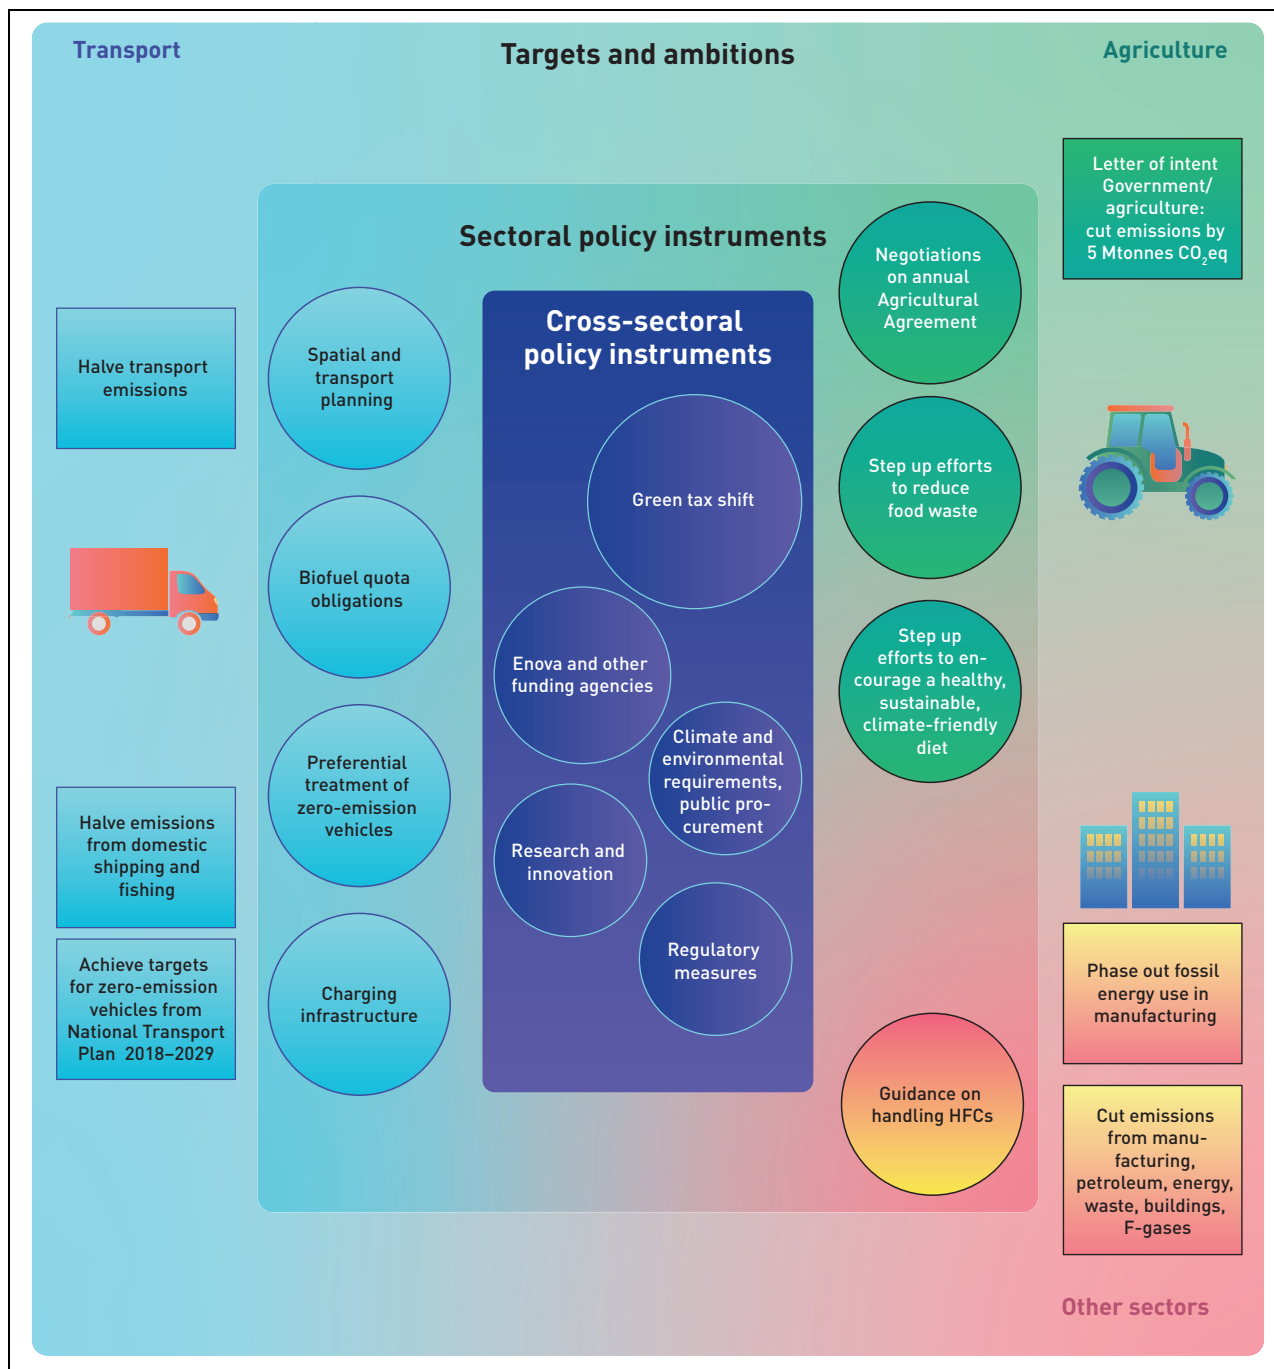 Transport
Targets and ambitions
Agriculture
Letter of intent
Government/
agriculture:
cut emissions by
5 Mtonnes CO₂eq
Sectoral policy instruments
Negotiations
on annual
Agricultural
Agreement
Cross-sectoral
policy instruments
Halve transport
emissions
Spatial and
transport
planning
Green tax shift
Step up efforts
to reduce
food waste
Biofuel quota
obligations
Enova and other
funding agencies
Step up
efforts to en-
courage a healthy,
sustainable,
climate-friendly
diet
Preferential
treatment of
zero-emission
vehicles
Climate and
environmental
requirements,
public pro-
curement
Halve emissions
from domestic
shipping and
fishing
Research and
innovation
Achieve targets
for zero-emission
vehicles from
National Transport
Plan 2018–2029
Charging
infrastructure
Regulatory
measures
Phase out fossil
energy use in
manufacturing
Guidance on
handling HFCs
Cut emissions
from manu-
facturing,
petroleum, energy,
waste, buildings,
F-gases
Other sectors